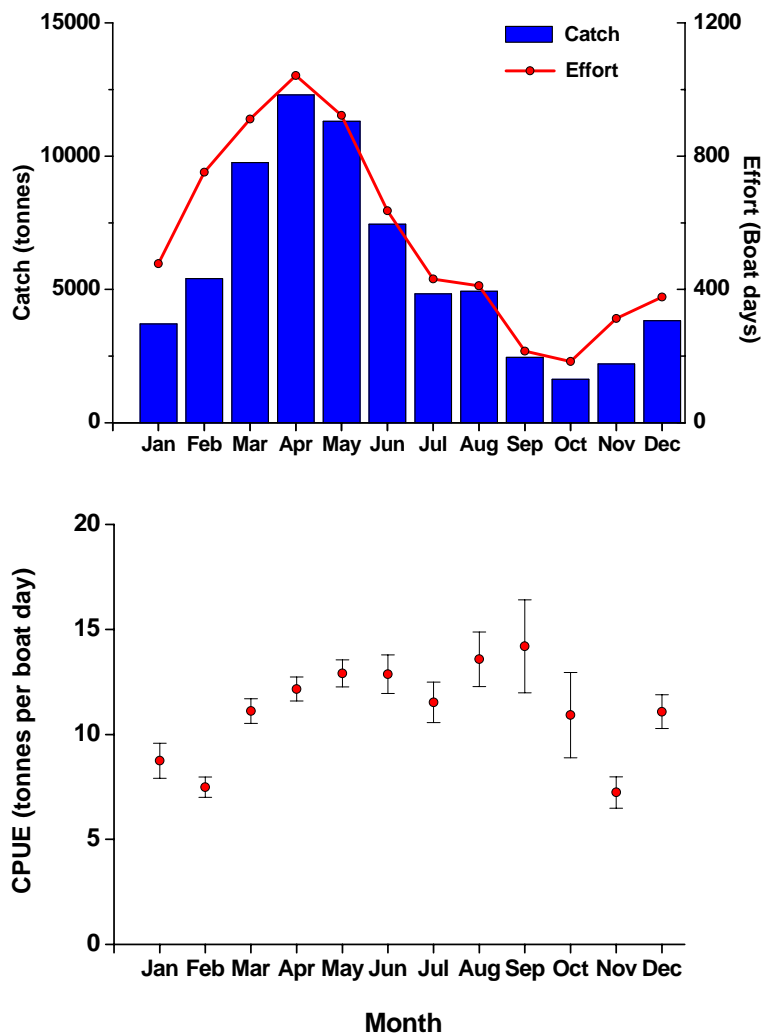 15000
10000
5000
0
Catch (tonnes)
Catch
Effort
1200
800
400
0
Effort (Boat days)
Jan Feb Mar Apr May Jun Jul Aug Sep Oct Nov Dec
20
15
10
5
0
CPUE (tonnes per boat day)
Jan Feb Mar Apr May Jun Jul Aug Sep Oct Nov Dec
Month